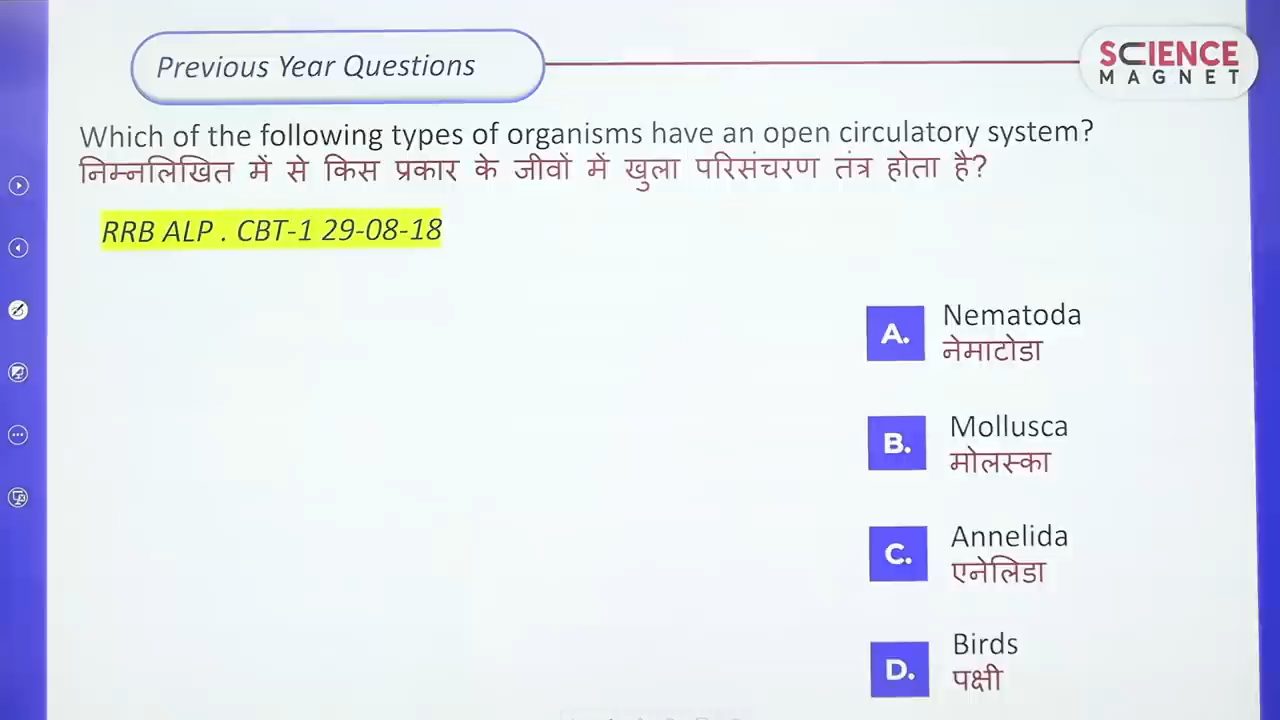 Previous Year Questions
SCIENCE
MAGNET
Which of the following types of organisms have an open circulatory system?
निम्नलिखित में से किस प्रकार के जीवों में खुला परिसंचरण तंत्र होता है?
RRB ALP . CBT-1 29-08-18
A.
Nematoda
नेमाटोडा
B.
Mollusca
मोलस्का
C.
Annelida
एनेलिडा
D.
Birds
पक्षी